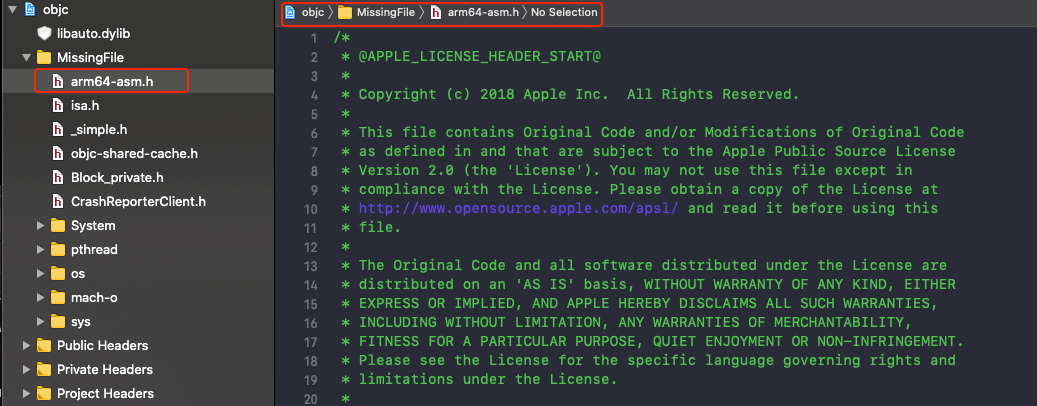 objc
libauto.dylib
MissingFile
arm64-asm.h
isa.h
_simple.h
objc-shared-cache.h
Block_private.h
CrashReporterClient.h
System
pthread
os
mach-o
sys
Public Headers
Private Headers
Project Headers
objc 〉 MissingFile 〉 arm64-asm.h 〉 No Selection
1 /*
2 * @APPLE_LICENSE_HEADER_START@
3 *
4 * Copyright (c) 2018 Apple Inc.  All Rights Reserved.
5 *
6 * This file contains Original Code and/or Modifications of Original Code
7 * as defined in and that are subject to the Apple Public Source License
8 * Version 2.0 (the 'License'). You may not use this file except in
9 * compliance with the License. Please obtain a copy of the License at
10 * http://www.opensource.apple.com/apsl/ and read it before using this
11 * file.
12 *
13 * The Original Code and all software distributed under the License are
14 * distributed on an 'AS IS' basis, WITHOUT WARRANTY OF ANY KIND, EITHER
15 * EXPRESS OR IMPLIED, AND APPLE HEREBY DISCLAIMS ALL SUCH WARRANTIES,
16 * INCLUDING WITHOUT LIMITATION, ANY WARRANTIES OF MERCHANTABILITY,
17 * FITNESS FOR A PARTICULAR PURPOSE, QUIET ENJOYMENT OR NON-INFRINGEMENT.
18 * Please see the License for the specific language governing rights and
19 * limitations under the License.
20 *